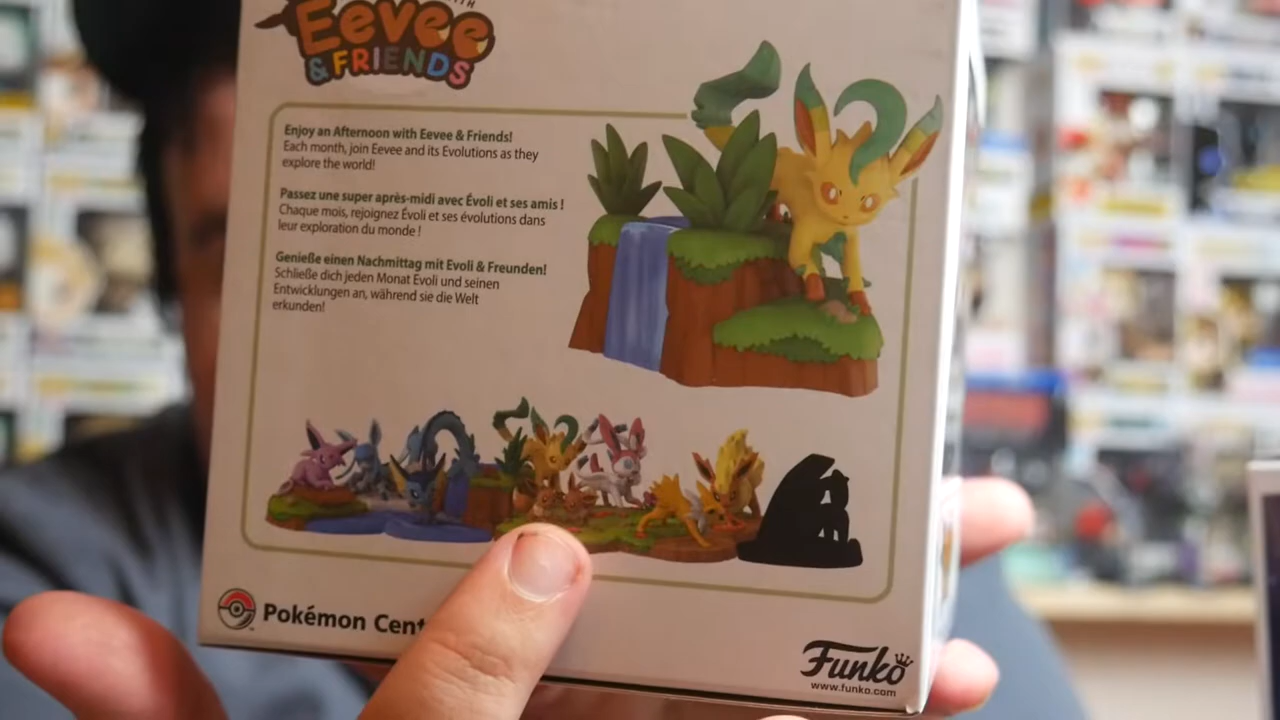 WITH
Eevee
& FRIENDS
Enjoy an Afternoon with Eevee & Friends!
Each month, join Eevee and its Evolutions as they
explore the world!
Passez une super après-midi avec Évoli et ses amis !
Chaque mois, rejoignez Évoli et ses évolutions dans
leur exploration du monde !
Genieße einen Nachmittag mit Evoli & Freunden!
Schließe dich jeden Monat Evoli und seinen
Entwicklungen an, während sie die Welt
erkunden!
Pokémon Cent
Funko
www.funko.com